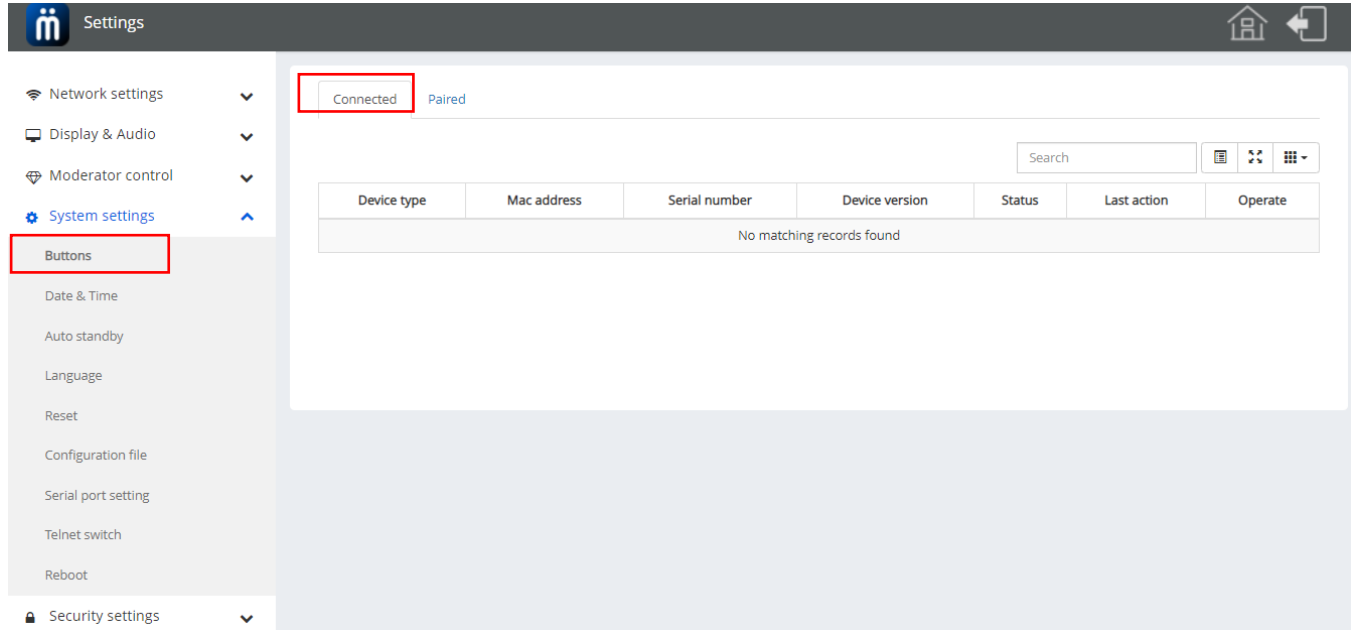 Settings
Network settings
Display & Audio
Moderator control
System settings
Buttons
Date & Time
Auto standby
Language
Reset
Configuration file
Serial port setting
Telnet switch
Reboot
Security settings
Connected Paired
Search
Device type Mac address Serial number Device version Status Last action Operate
No matching records found